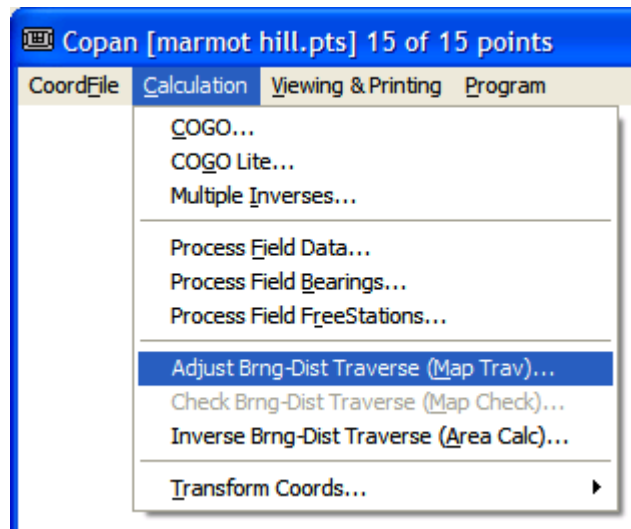 Copan [marmot hill.pts] 15 of 15 points
CoordFile Calculation Viewing & Printing Program
COGO...
COGO Lite...
Multiple Inverses...
Process Field Data...
Process Field Bearings...
Process Field FreeStations...
Adjust Brng-Dist Traverse (Map Trav)...
Check Brng-Dist Traverse (Map Check)...
Inverse Brng-Dist Traverse (Area Calc)...
Transform Coords...